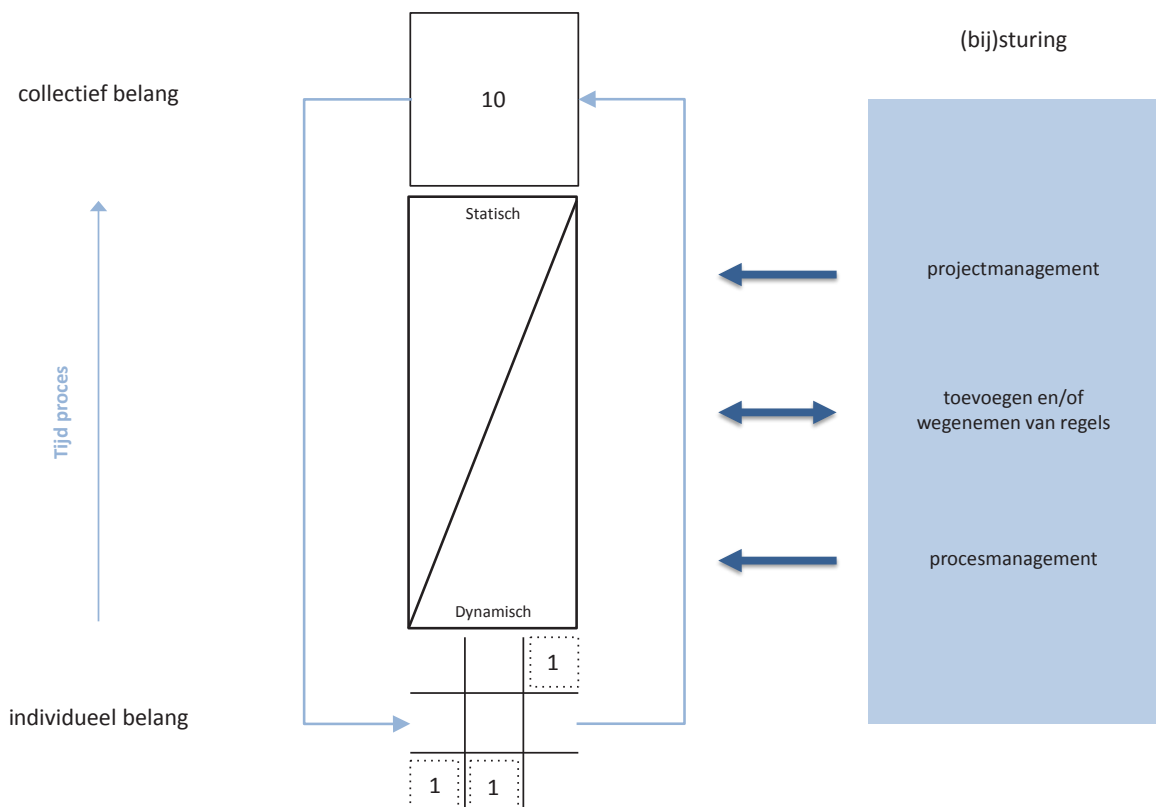 (bij)sturing
collectief belang
10
Statisch
projectmanagement
Tijd proces
toevoegen en/of
wegenemen van regels
procesmanagement
Dynamisch
1
individueel belang
1
1